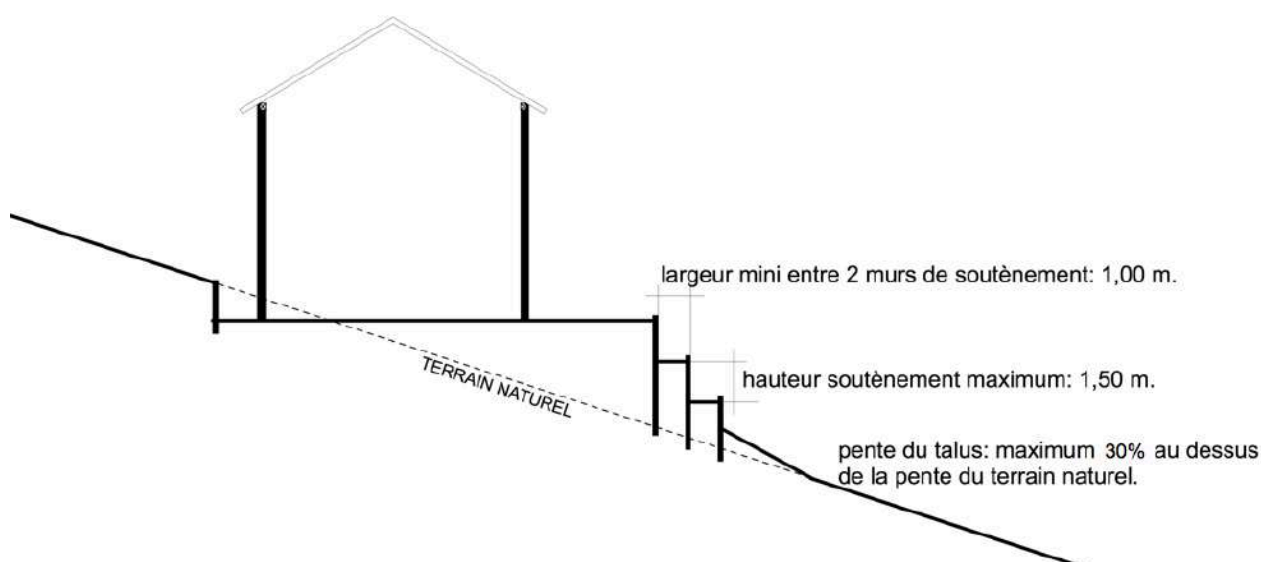 largeur mini entre 2 murs de soutènement: 1,00 m.
TERRAIN NATUREL
hauteur soutènement maximum: 1,50 m.
pente du talus: maximum 30% au dessus
de la pente du terrain naturel.